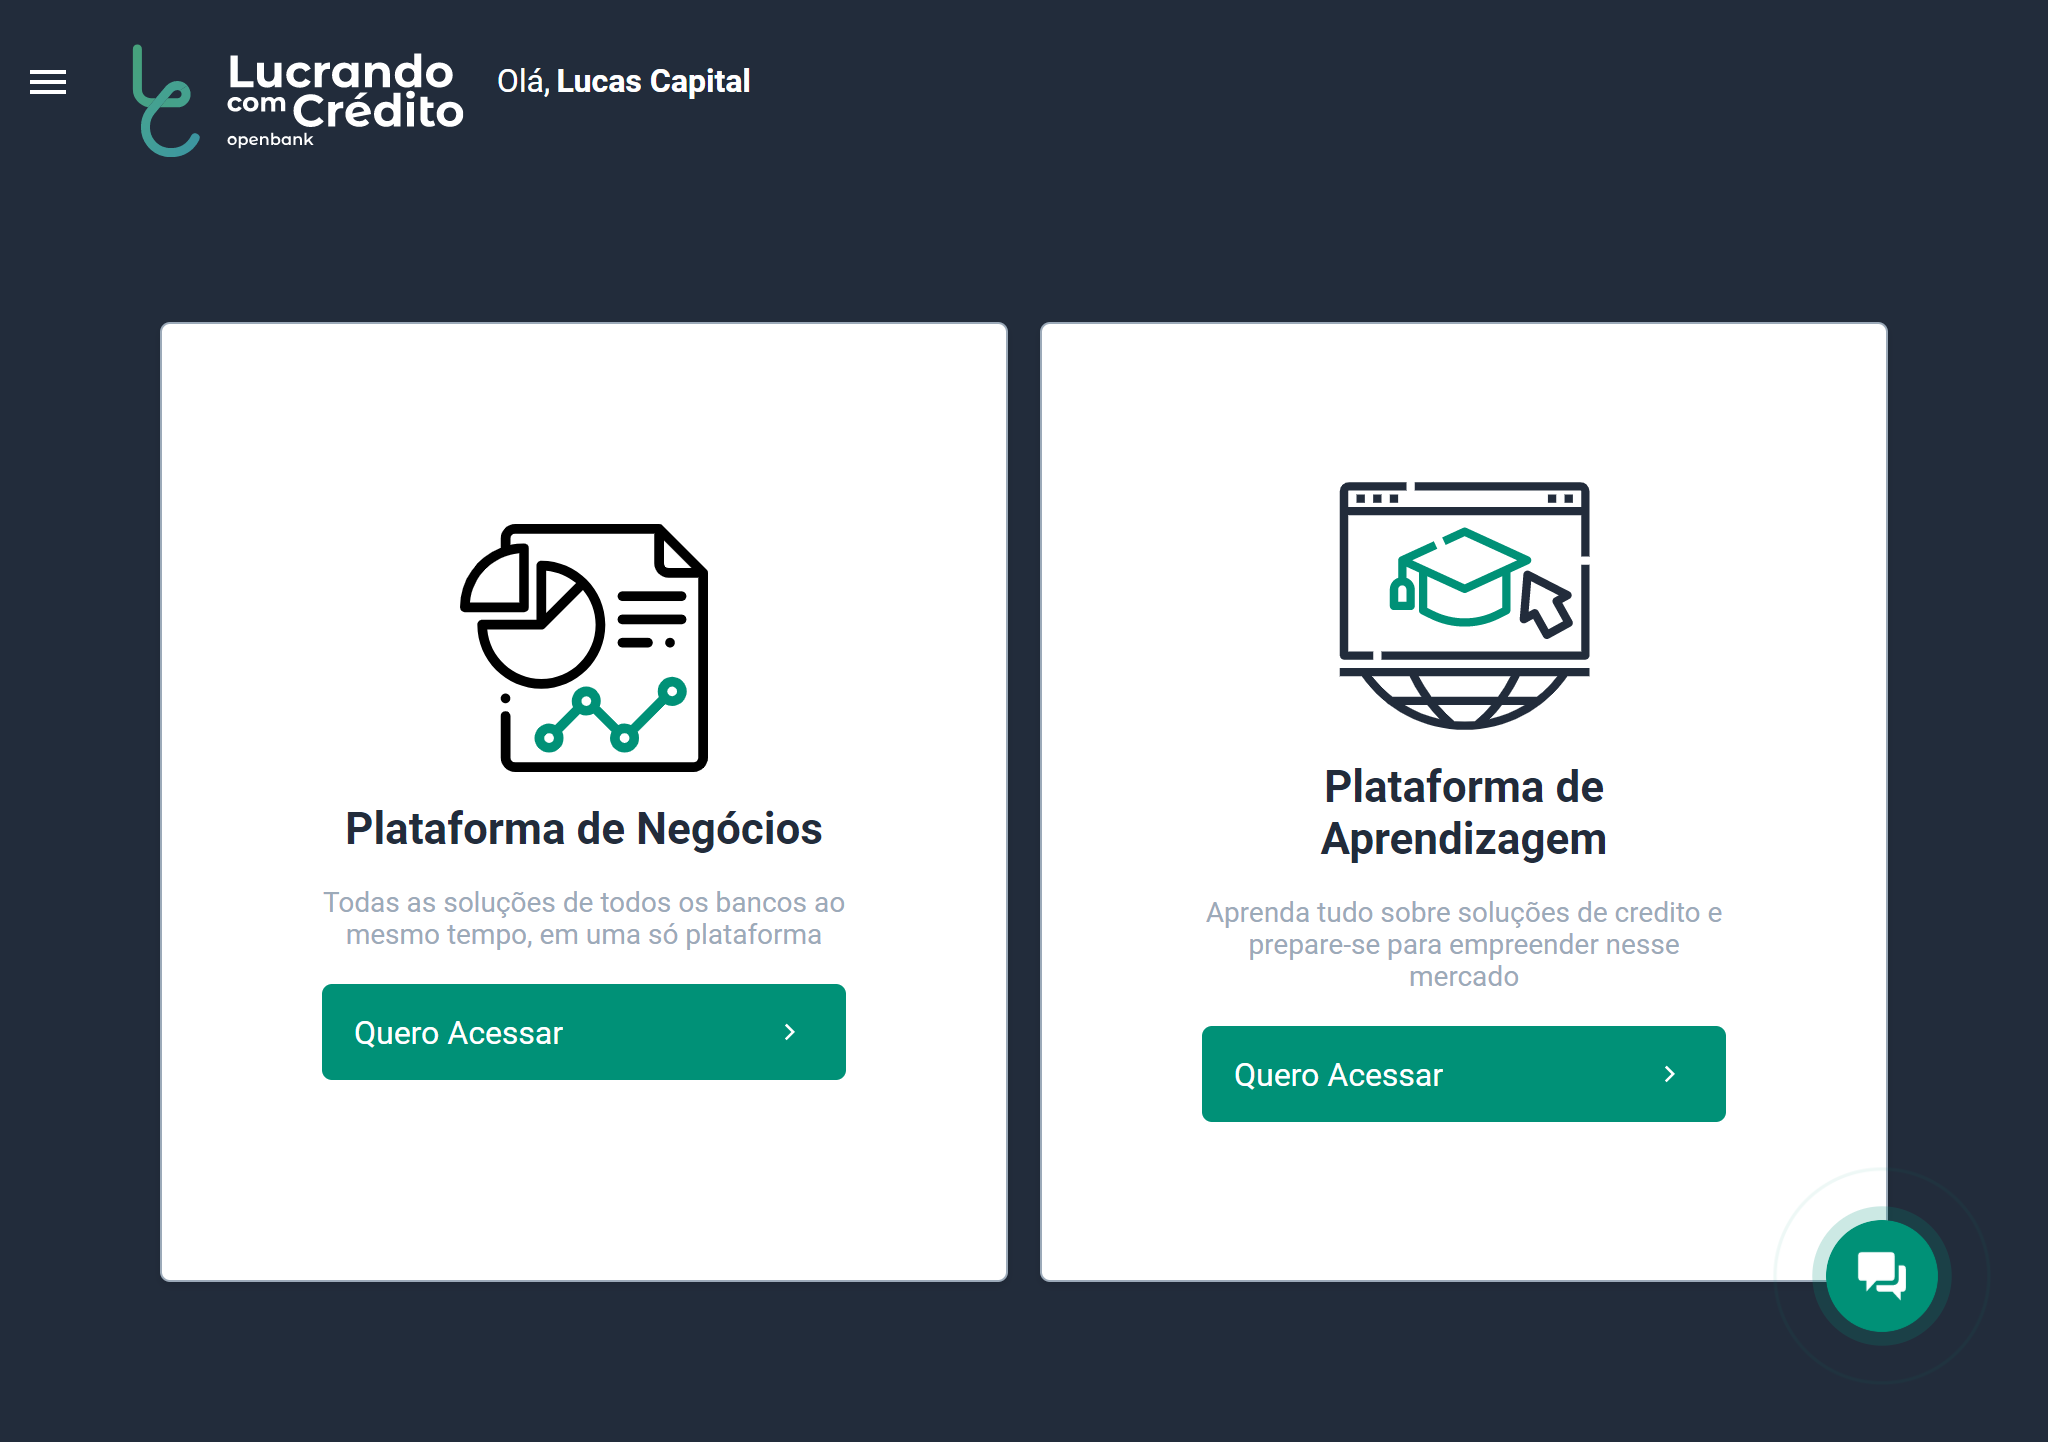 Lucrando
com Crédito
openbank
Olá, Lucas Capital
Plataforma de Negócios
Todas as soluções de todos os bancos ao
mesmo tempo, em uma só plataforma
Quero Acessar
Plataforma de
Aprendizagem
Aprenda tudo sobre soluções de credito e
prepare-se para empreender nesse
mercado
Quero Acessar